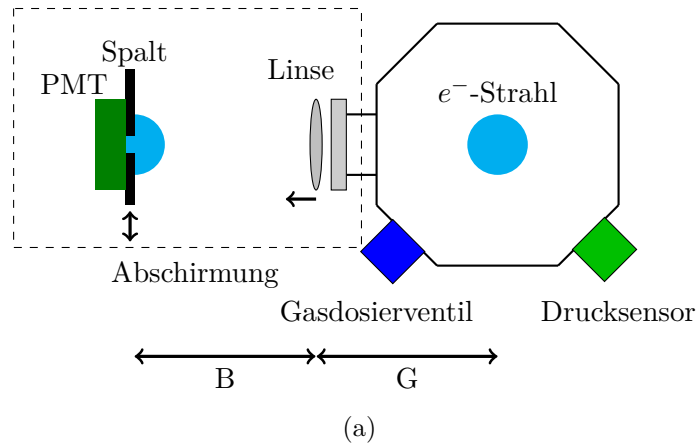 Spalt
PMT
Linse
e⁻-Strahl
Abschirmung
Gasdosierventil
Drucksensor
B
G
(a)